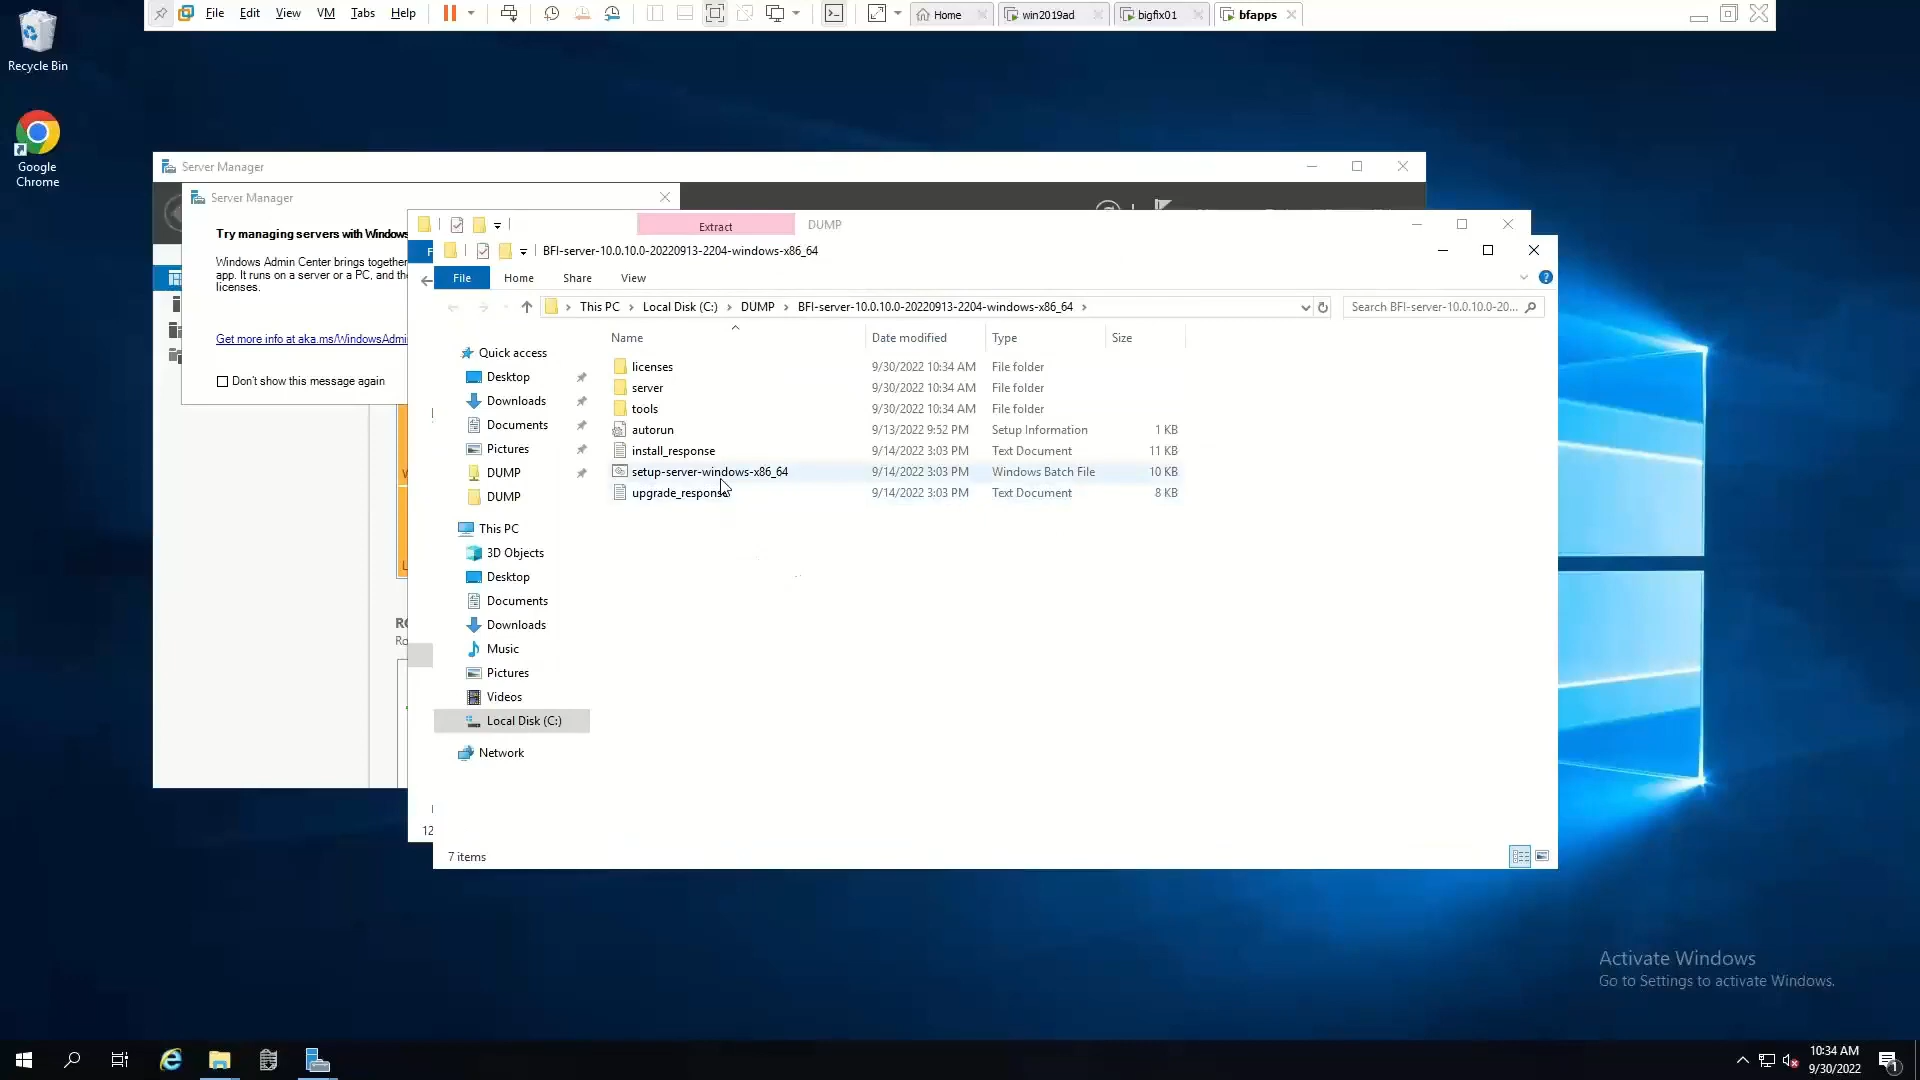 File Edit View VM Tabs Help
Home
win2019ad
bigfix01
bfapps
Recycle Bin
Google
Chrome
Server Manager
Server Manager
Try managing servers with Windows
Windows Admin Center brings together
app. It runs on a server or a PC, and the
licenses.
Get more info at aka.ms/WindowsAdmi
Don't show this message again
Extract
DUMP
BFI-server-10.0.10.0-20220913-2204-windows-x86_64
File Home Share View
This PC
Local Disk (C:)
DUMP
BFI-server-10.0.10.0-20220913-2204-windows-x86_64
Search BFI-server-10.0.10.0-20...
Name Date modified Type Size
licenses 9/30/2022 10:34 AM File folder
server 9/30/2022 10:34 AM File folder
tools 9/30/2022 10:34 AM File folder
autorun 9/13/2022 9:52 PM Setup Information 1 KB
install_response 9/14/2022 3:03 PM Text Document 11 KB
setup-server-windows-x86_64 9/14/2022 3:03 PM Windows Batch File 10 KB
upgrade_response 9/14/2022 3:03 PM Text Document 8 KB
Quick access
Desktop
Downloads
Documents
Pictures
DUMP
DUMP
This PC
3D Objects
Desktop
Documents
Downloads
Music
Pictures
Videos
Local Disk (C:)
Network
12
7 items
Activate Windows
Go to Settings to activate Windows.
10:34 AM
9/30/2022
1